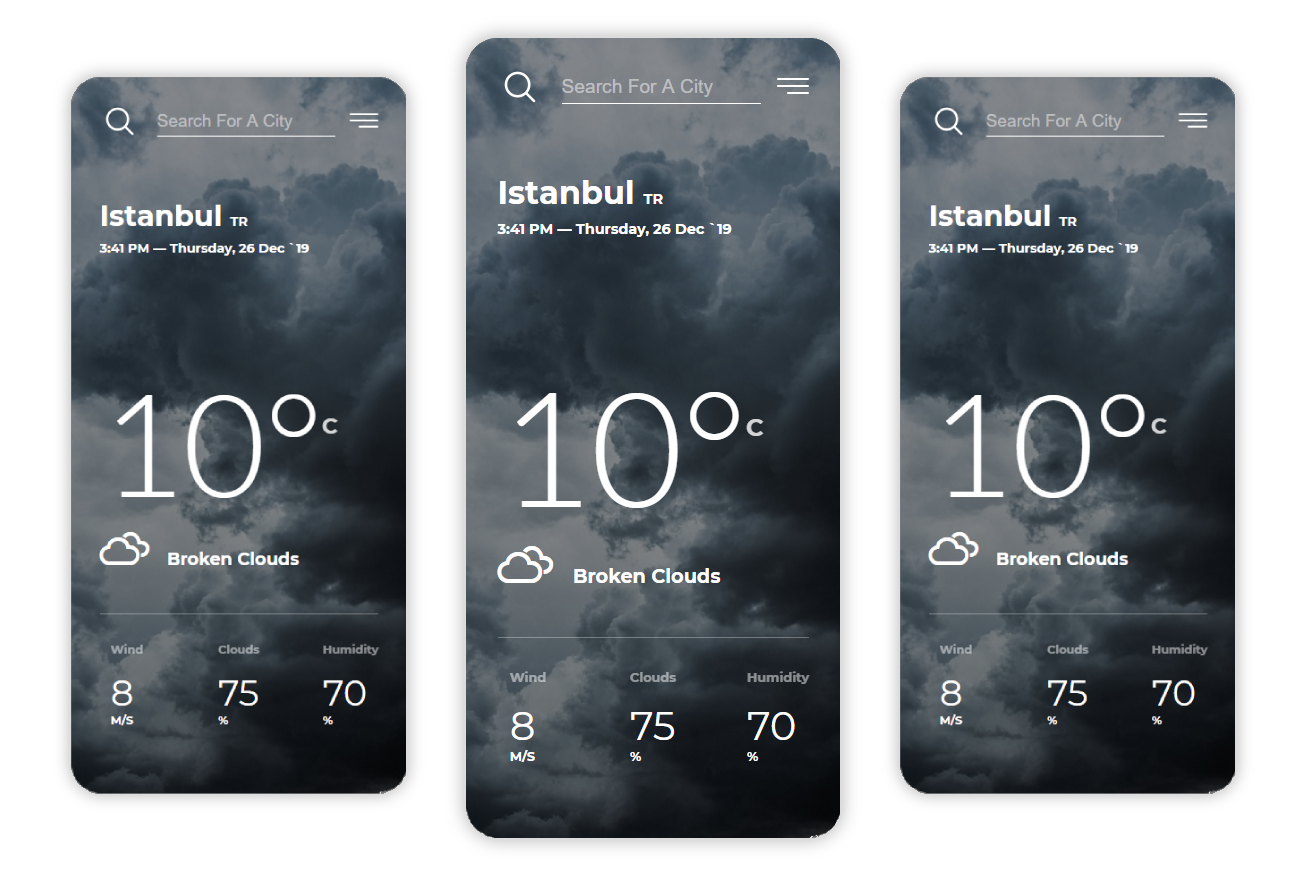 Search For A City
Istanbul TR
3:41 PM — Thursday, 26 Dec `19
10° C
Broken Clouds
Wind Clouds Humidity
8 75 70
M/S % %
Search For A City
Istanbul TR
3:41 PM — Thursday, 26 Dec `19
10° C
Broken Clouds
Wind Clouds Humidity
8 75 70
M/S % %
Search For A City
Istanbul TR
3:41 PM — Thursday, 26 Dec `19
10° C
Broken Clouds
Wind Clouds Humidity
8 75 70
M/S % %